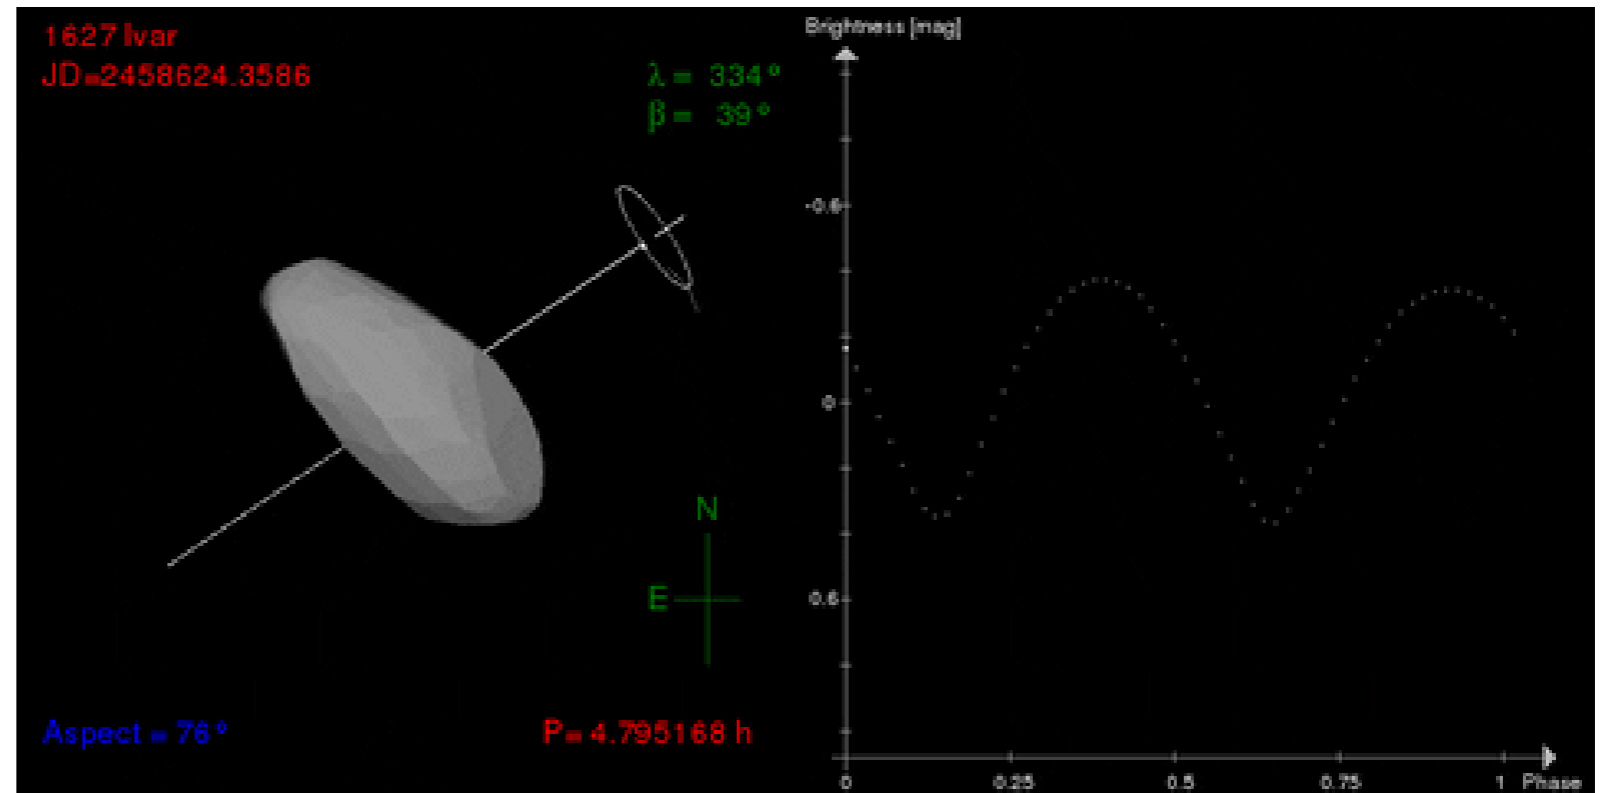 1627 Ivar
JD=2458624.3586
λ = 334°
β = 39°
N
E
Aspect = 76°
P= 4.795168 h
Brightness [mag]
-0.6
0
0.6
0 0.25 0.5 0.75 1 Phase